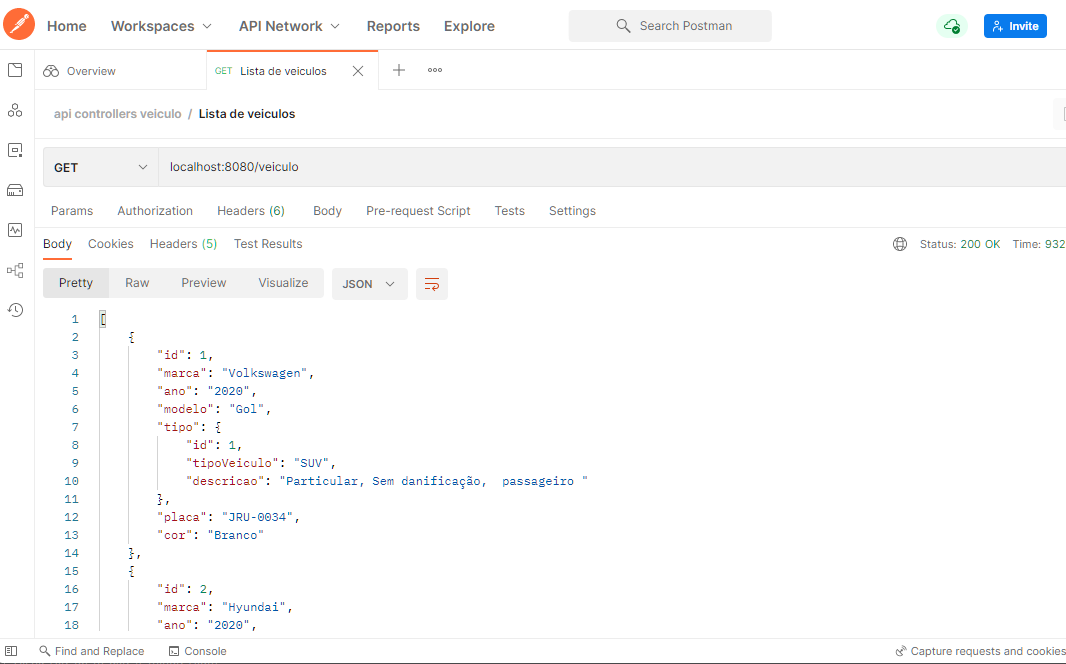 Home Workspaces API Network Reports Explore Search Postman Invite
Overview GET Lista de veiculos
api controllers veiculo / Lista de veiculos
GET localhost:8080/veiculo
Params Authorization Headers (6) Body Pre-request Script Tests Settings
Body Cookies Headers (5) Test Results Status: 200 OK Time: 932
Pretty Raw Preview Visualize JSON
1 [
2 {
3 "id": 1,
4 "marca": "Volkswagen",
5 "ano": "2020",
6 "modelo": "Gol",
7 "tipo": {
8 "id": 1,
9 "tipoVeiculo": "SUV",
10 "descricao": "Particular, Sem danificação,  passageiro "
11 },
12 "placa": "JRU-0034",
13 "cor": "Branco"
14 },
15 {
16 "id": 2,
17 "marca": "Hyundai",
18 "ano": "2020",
Find and Replace Console Capture requests and cookies